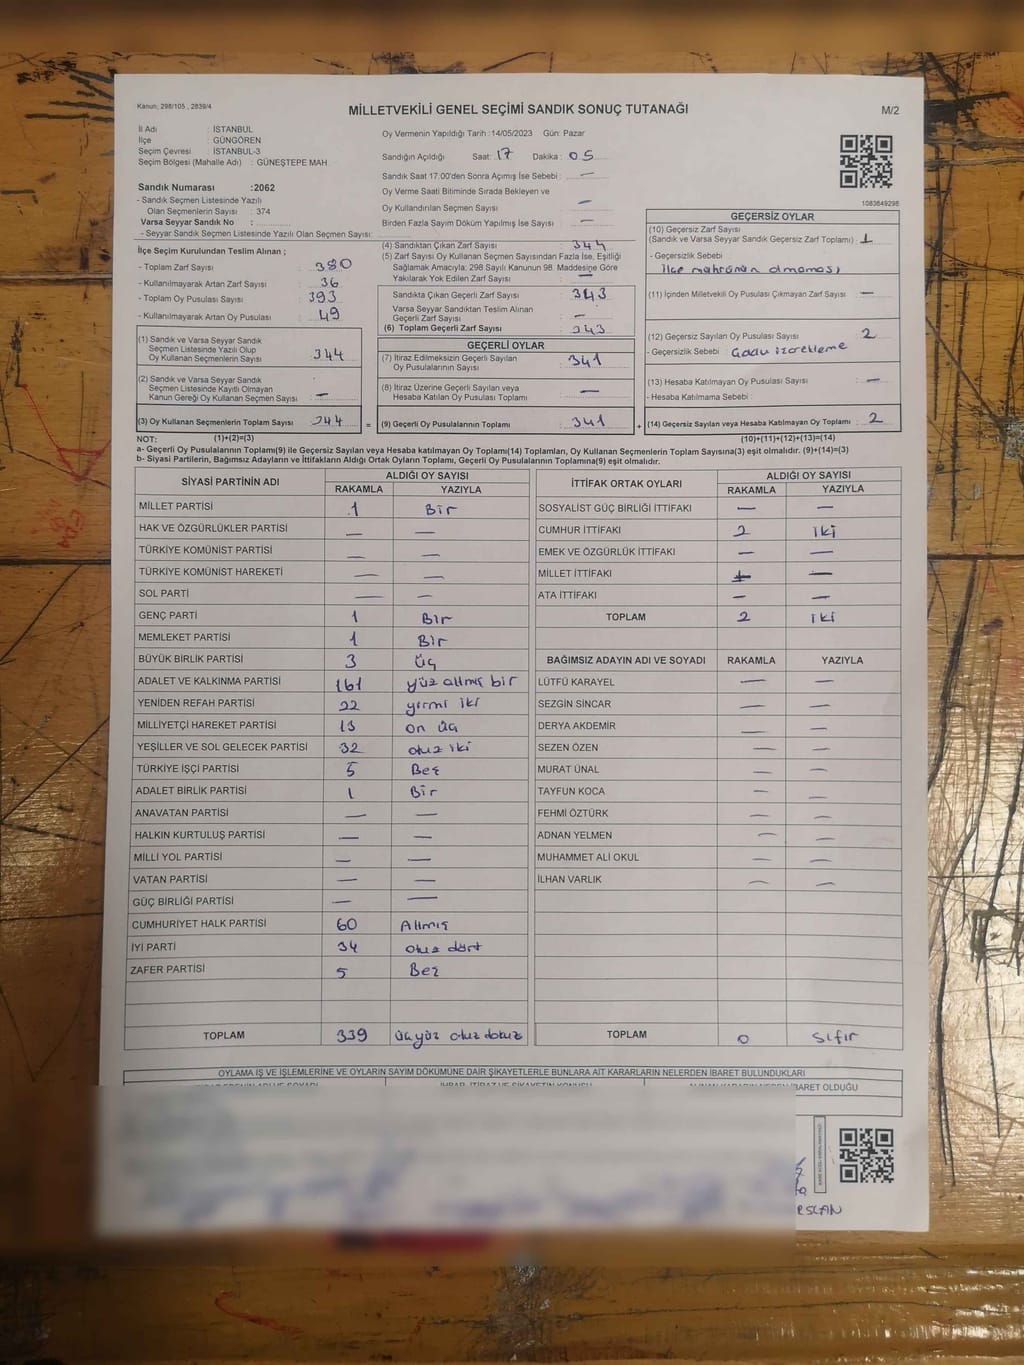 Kanun; 298/105 , 2839/4
MİLLETVEKİLİ GENEL SEÇİMİ SANDIK SONUÇ TUTANAĞI
M/2
İl Adı : İSTANBUL
İlçe : GÜNGÖREN
Seçim Çevresi : İSTANBUL-3
Seçim Bölgesi (Mahalle Adı) : GÜNEŞTEPE MAH.
Oy Vermenin Yapıldığı Tarih :14/05/2023 Gün: Pazar
Sandığın Açıldığı Saat: 17 Dakika : 05
Sandık Saat 17.00'den Sonra Açımış İse Sebebi : —
Oy Verme Saati Bitiminde Sırada Bekleyen ve
Oy Kullandırılan Seçmen Sayısı : —
Birden Fazla Sayım Döküm Yapılmış İse Sayısı : —
1083649298
Sandık Numarası :2062
- Sandık Seçmen Listesinde Yazılı
Olan Seçmenlerin Sayısı : 374
Varsa Seyyar Sandık No :
- Seyyar Sandık Seçmen Listesinde Yazılı Olan Seçmen Sayısı:
İlçe Seçim Kurulundan Teslim Alınan ;
- Toplam Zarf Sayısı : 380
- Kullanılmayarak Artan Zarf Sayısı : 36
- Toplam Oy Pusulası Sayısı : 393
- Kullanılmayarak Artan Oy Pusulası : 49
(1) Sandık ve Varsa Seyyar Sandık
Seçmen Listesinde Yazılı Olup
Oy Kullanan Seçmenlerin Sayısı : 344
(2) Sandık ve Varsa Seyyar Sandık
Seçmen Listesinde Kayıtlı Olmayan
Kanun Gereği Oy Kullanan Seçmen Sayısı : —
(3) Oy Kullanan Seçmenlerin Toplam Sayısı : 344 =
(4) Sandıktan Çıkan Zarf Sayısı : 344
(5) Zarf Sayısı Oy Kullanan Seçmen Sayısından Fazla İse, Eşitliği
Sağlamak Amacıyla; 298 Sayılı Kanunun 98. Maddesine Göre
Yakılarak Yok Edilen Zarf Sayısı : —
Sandıkta Çıkan Geçerli Zarf Sayısı : 343
Varsa Seyyar Sandıktan Teslim Alınan
Geçerli Zarf Sayısı : —
(6) Toplam Geçerli Zarf Sayısı : 343
GEÇERLİ OYLAR
(7) İtiraz Edilmeksizin Geçerli Sayılan
Oy Pusulalarının Sayısı : 341
(8) İtiraz Üzerine Geçerli Sayılan veya
Hesaba Katılan Oy Pusulası Toplamı : —
(9) Geçerli Oy Pusulalarının Toplamı : 341 +
GEÇERSİZ OYLAR
(10) Geçersiz Zarf Sayısı
(Sandık ve Varsa Seyyar Sandık Geçersiz Zarf Toplamı) : 1
- Geçersizlik Sebebi
ilçe mührünün olmaması
(11) İçinden Milletvekili Oy Pusulası Çıkmayan Zarf Sayısı : —
(12) Geçersiz Sayılan Oy Pusulası Sayısı : 2
- Geçersizlik Sebebi :
(13) Hesaba Katılmayan Oy Pusulası Sayısı : —
- Hesaba Katılmama Sebebi :
(14) Geçersiz Sayılan veya Hesaba Katılmayan Oy Toplamı : 2
NOT: (1)+(2)=(3) (10)+(11)+(12)+(13)=(14)
a- Geçerli Oy Pusulalarının Toplamı(9) ile Geçersiz Sayılan veya Hesaba katılmayan Oy Toplamı(14) Toplamları, Oy Kullanan Seçmenlerin Toplam Sayısına(3) eşit olmalıdır. (9)+(14)=(3)
b- Siyasi Partilerin, Bağımsız Adayların ve İttifakların Aldığı Ortak Oyların Toplamı, Geçerli Oy Pusulalarının Toplamına(9) eşit olmalıdır.
SİYASİ PARTİNİN ADI ALDIĞI OY SAYISI
RAKAMLA YAZIYLA
MİLLET PARTİSİ 1 Bir
HAK VE ÖZGÜRLÜKLER PARTİSİ — —
TÜRKİYE KOMÜNİST PARTİSİ — —
TÜRKİYE KOMÜNİST HAREKETİ — —
SOL PARTİ — —
GENÇ PARTİ 1 Bir
MEMLEKET PARTİSİ 1 Bir
BÜYÜK BİRLİK PARTİSİ 3 Üç
ADALET VE KALKINMA PARTİSİ 161 yüz altmış bir
YENİDEN REFAH PARTİSİ 22 yirmi iki
MİLLİYETÇİ HAREKET PARTİSİ 13 on üç
YEŞİLLER VE SOL GELECEK PARTİSİ 32 otuz iki
TÜRKİYE İŞÇİ PARTİSİ 5 Beş
ADALET BİRLİK PARTİSİ 1 Bir
ANAVATAN PARTİSİ — —
HALKIN KURTULUŞ PARTİSİ — —
MİLLİ YOL PARTİSİ — —
VATAN PARTİSİ — —
GÜÇ BİRLİĞİ PARTİSİ — —
CUMHURİYET HALK PARTİSİ 60 Altmış
İYİ PARTİ 34 otuz dört
ZAFER PARTİSİ 5 Beş
TOPLAM 339 üçyüz otuz dokuz
İTTİFAK ORTAK OYLARI ALDIĞI OY SAYISI
RAKAMLA YAZIYLA
SOSYALİST GÜÇ BİRLİĞİ İTTİFAKI — —
CUMHUR İTTİFAKI 2 iki
EMEK VE ÖZGÜRLÜK İTTİFAKI — —
MİLLET İTTİFAKI — —
ATA İTTİFAKI — —
TOPLAM 2 iki
BAĞIMSIZ ADAYIN ADI VE SOYADI RAKAMLA YAZIYLA
LÜTFÜ KARAYEL — —
SEZGİN SİNCAR — —
DERYA AKDEMİR — —
SEZEN ÖZEN — —
MURAT ÜNAL — —
TAYFUN KOCA — —
FEHMİ ÖZTÜRK — —
ADNAN YELMEN — —
MUHAMMET ALİ OKUL — —
İLHAN VARLIK — —
TOPLAM 0 sıfır
OYLAMA İŞ VE İŞLEMLERİNE VE OYLARIN SAYIM DÖKÜMÜNE DAİR ŞİKAYETLERLE BUNLARA AİT KARARLARIN NELERDEN İBARET BULUNDUKLARI
İBARET OLDUĞU